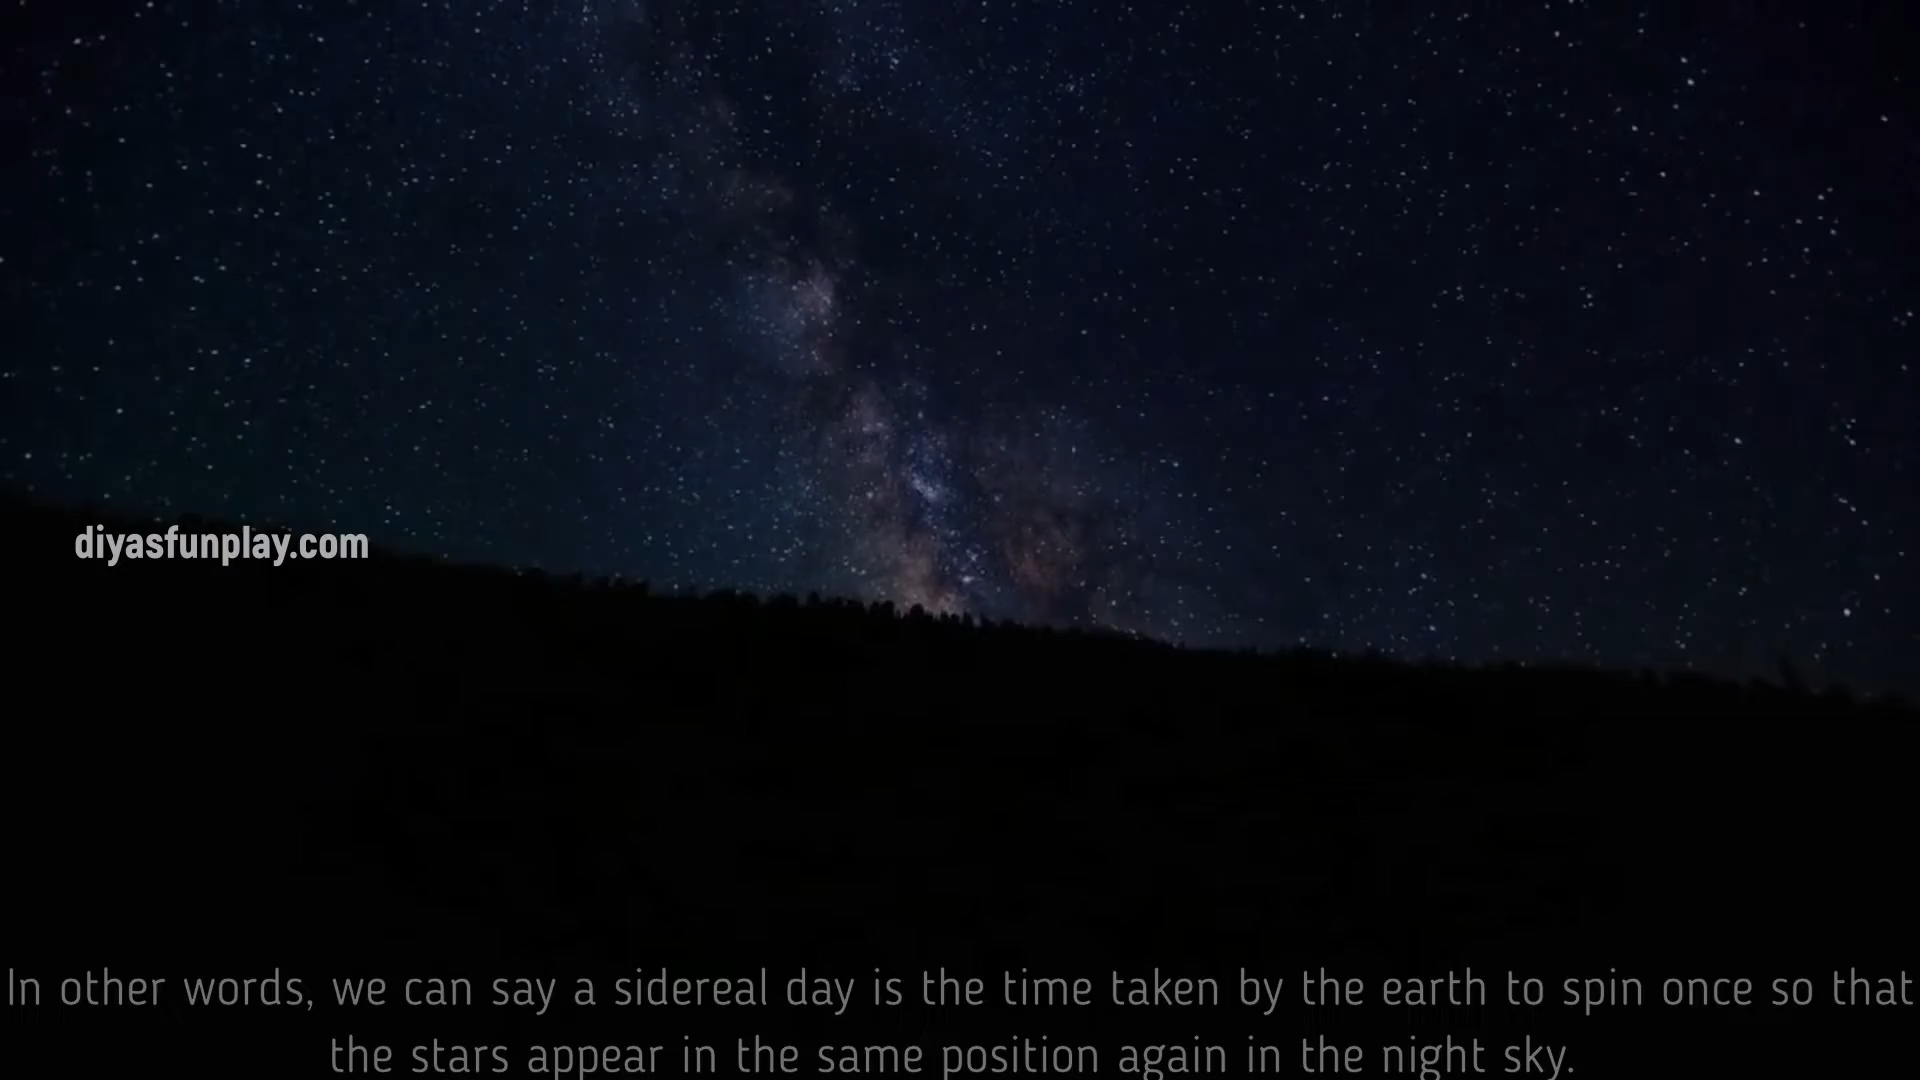 diyasfunplay.com
In other words, we can say a sidereal day is the time taken by the earth to spin once so that
the stars appear in the same position again in the night sky.